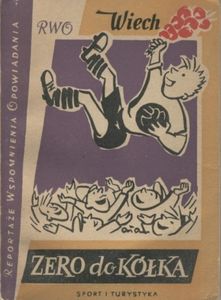 RWO
Wiech
REPORTAŻE WSPOMNIENIA OPOWIADANIA
ZERO do KÓŁKA
SPORT I TURYSTYKA